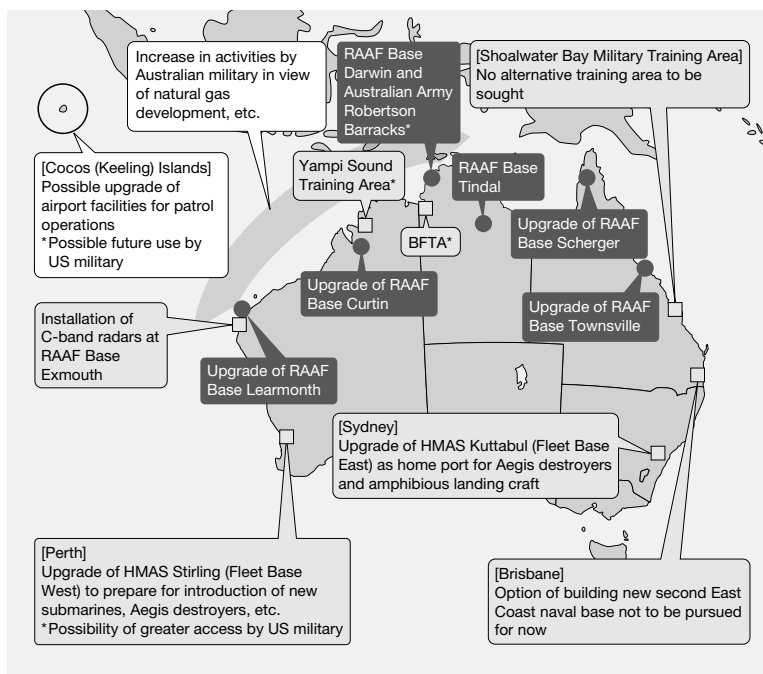 Increase in activities by
Australian military in view
of natural gas
development, etc.
RAAF Base
Darwin and
Australian Army
Robertson
Barracks*
[Shoalwater Bay Military Training Area]
No alternative training area to be
sought
[Cocos (Keeling) Islands]
Possible upgrade of
airport facilities for patrol
operations
*Possible future use by
US military
Yampi Sound
Training Area*
RAAF Base
Tindal
BFTA*
Upgrade of RAAF
Base Scherger
Upgrade of RAAF
Base Curtin
Upgrade of RAAF
Base Townsville
Installation of
C-band radars at
RAAF Base
Exmouth
Upgrade of RAAF
Base Learmonth
[Sydney]
Upgrade of HMAS Kuttabul (Fleet Base
East) as home port for Aegis destroyers
and amphibious landing craft
[Perth]
Upgrade of HMAS Stirling (Fleet Base
West) to prepare for introduction of new
submarines, Aegis destroyers, etc.
*Possibility of greater access by US military
[Brisbane]
Option of building new second East
Coast naval base not to be pursued
for now